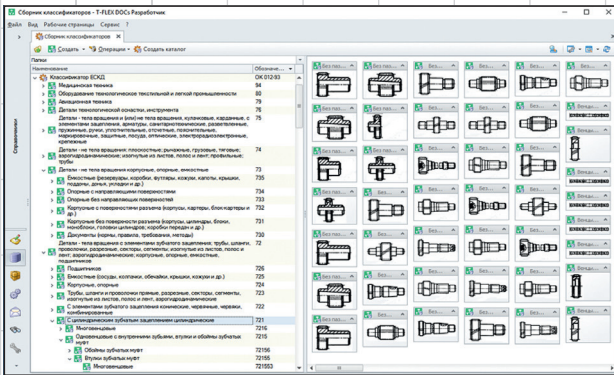 Сборник классификаторов - T-FLEX DOCs Разработчик
Файл Вид Рабочие страницы Сервис ?
Сборник классификаторов ×
Создать Операции Создать каталог
Справочники
Папки
Наименование Обозначе...
Классификатор ЕСКД ОК 012-93
Медицинская техника 94
Оборудование технологическое текстильной и легкой промышленности 80
Авиационная техника 79
Детали технологической оснастки, инструмента 76
Детали - тела вращения и (или) не тела вращения, кулачковые, карданные, с 75
элементами зацепления, арматуры, санитарнотехнические, разветвленные,
пружинные, ручки, уплотнительные, отсчетные, пояснительные,
маркировочные, защитные, посуда, оптические, электрорадиоэлектронные,
крепежные
Детали - не тела вращения: плоскостные; рычажные, грузовые, тяговые; 74
аэрогидродинамические; изогнутые из листов, полос и лент; профильные;
трубы
Детали - не тела вращения корпусные, опорные, емкостные 73
Емкостные (резервуары, коробки, футляры, кожухи, капоты, крышки, 735
поддоны, донья, укладки и др.)
Опорные с направляющими поверхностями 734
Опорные без направляющих поверхностей 733
Корпусные с поверхностями разъема (корпусы, картеры, блок-картеры и 732
др.)
Корпусные без поверхности разъема (корпусы, цилиндры, блоки, 731
моноблоки, головки цилиндров; коробки передач и др.)
Документы (нормы, правила, требования, методы) 730
Детали - тела вращения с элементами зубчатого зацепления; трубы, шланги, 72
проволочки, разрезные, секторы, сегменты; изогнутые из листов, полос и
лент; аэрогидродинамические; корпусные, опорные, емкостные,
подшипников
Подшипников 726
Емкостные (сосуды, колпачки, обечайки, крышки, кожухи и др.) 725
Корпусные, опорные 724
Трубы, шланги и проволочки прямые, разрезные, секторы, сегменты, 723
изогнутые из листов, полос и лент, аэрогидродинамические
С элементами зубчатого зацепления конические, червячные, червяки, 722
комбинированные
С цилиндрическим зубчатым зацеплением цилиндрические 721
Многовенцовые 7216
Одновенцовые с внутренними зубьями, втулки и обоймы зубчатых 7215
муфт
Обоймы зубчатых муфт 72156
Втулки зубчатых муфт 72155
Многовенцовые 721553